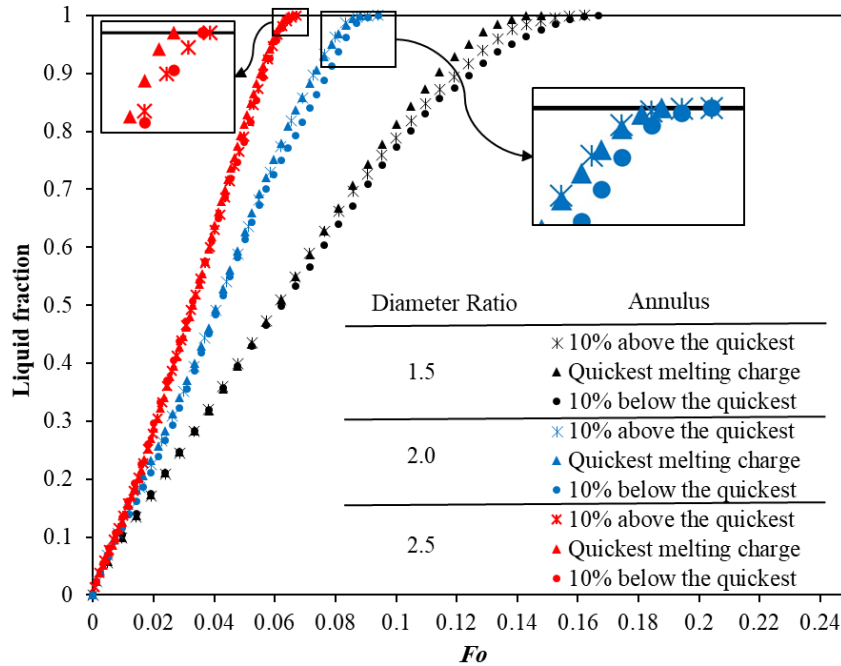 1
0.9
0.8
0.7
0.6
0.5
0.4
0.3
0.2
0.1
0
Liquid fraction
0 0.02 0.04 0.06 0.08 0.1 0.12 0.14 0.16 0.18 0.2 0.22 0.24
Fo
Diameter Ratio Annulus
10% above the quickest
1.5 Quickest melting charge
10% below the quickest
10% above the quickest
2.0 Quickest melting charge
10% below the quickest
10% above the quickest
2.5 Quickest melting charge
10% below the quickest